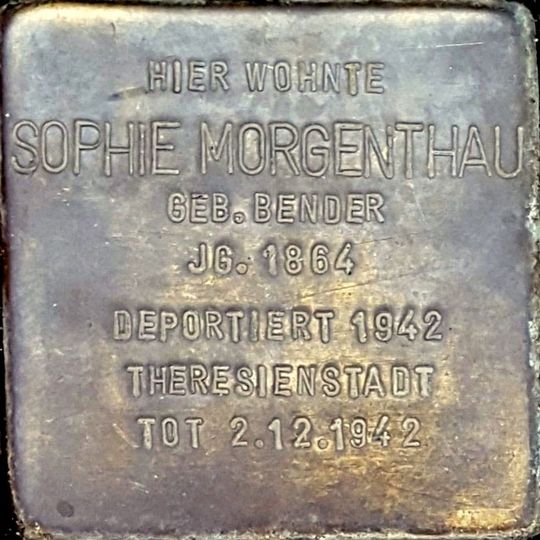 HIER WOHNTE
SOPHIE MORGENTHAU
GEB. BENDER
JG. 1864
DEPORTIERT 1942
THERESIENSTADT
TOT 2.12.1942